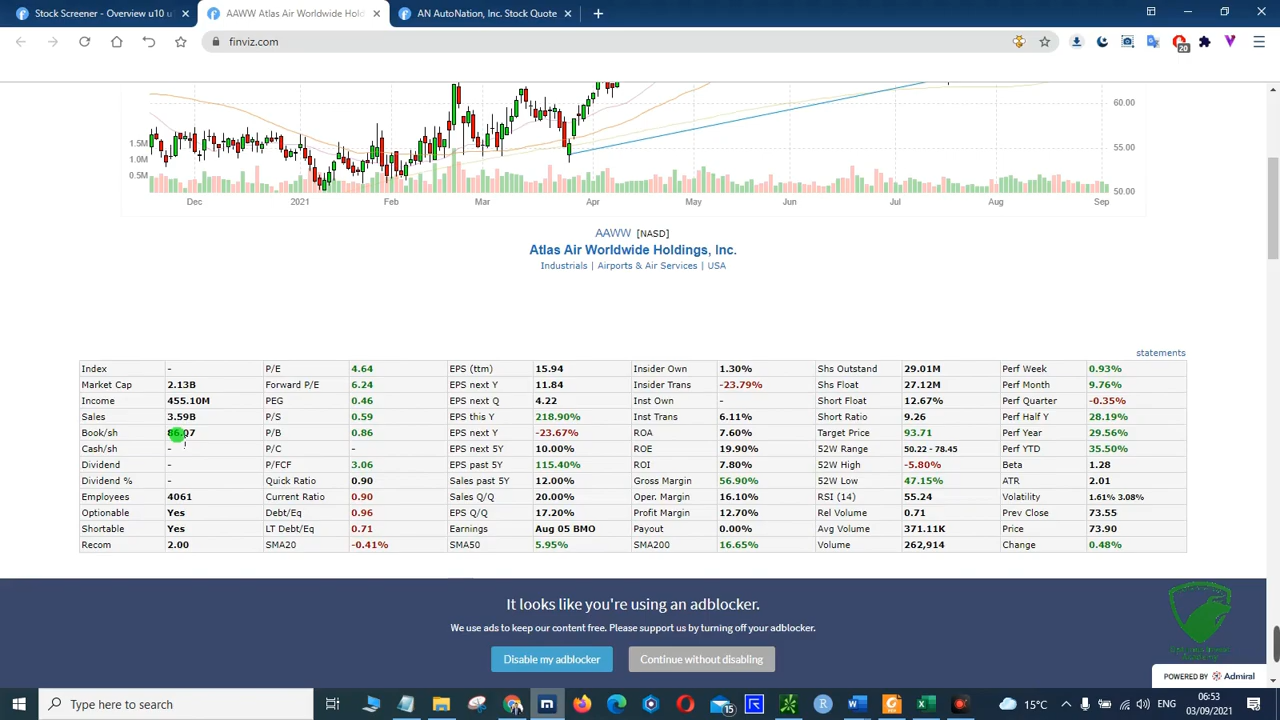 Stock Screener - Overview u10 u
AAWW Atlas Air Worldwide Hold
AN AutoNation, Inc. Stock Quote
finviz.com
20
60.00
1.5M
1.0M
55.00
0.5M
50.00
Dec 2021 Feb Mar Apr May Jun Jul Aug Sep
AAWW [NASD]
Atlas Air Worldwide Holdings, Inc.
Industrials | Airports & Air Services | USA
statements
Index - P/E 4.64 EPS (ttm) 15.94 Insider Own 1.30% Shs Outstand 29.01M Perf Week 0.93%
Market Cap 2.13B Forward P/E 6.24 EPS next Y 11.84 Insider Trans -23.79% Shs Float 27.12M Perf Month 9.76%
Income 455.10M PEG 0.46 EPS next Q 4.22 Inst Own - Short Float 12.67% Perf Quarter -0.35%
Sales 3.59B P/S 0.59 EPS this Y 218.90% Inst Trans 6.11% Short Ratio 9.26 Perf Half Y 28.19%
Book/sh 86.07 P/B 0.86 EPS next Y -23.67% ROA 7.60% Target Price 93.71 Perf Year 29.56%
Cash/sh - P/C - EPS next 5Y 10.00% ROE 19.90% 52W Range 50.22 - 78.45 Perf YTD 35.50%
Dividend - P/FCF 3.06 EPS past 5Y 115.40% ROI 7.80% 52W High -5.80% Beta 1.28
Dividend % - Quick Ratio 0.90 Sales past 5Y 12.00% Gross Margin 56.90% 52W Low 47.15% ATR 2.01
Employees 4061 Current Ratio 0.90 Sales Q/Q 20.00% Oper. Margin 16.10% RSI (14) 55.24 Volatility 1.61% 3.08%
Optionable Yes Debt/Eq 0.96 EPS Q/Q 17.20% Profit Margin 12.70% Rel Volume 0.71 Prev Close 73.55
Shortable Yes LT Debt/Eq 0.71 Earnings Aug 05 BMO Payout 0.00% Avg Volume 371.11K Price 73.90
Recom 2.00 SMA20 -0.41% SMA50 5.95% SMA200 16.65% Volume 262,914 Change 0.48%
It looks like you're using an adblocker.
We use ads to keep our content free. Please support us by turning off your adblocker.
Disable my adblocker
Continue without disabling
POWERED BY Admiral
Type here to search
15
15°C
ENG
06:53
03/09/2021